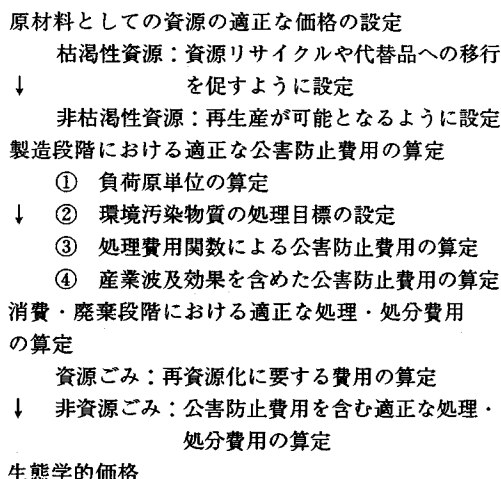 原材料としての資源の適正な価格の設定
枯渇性資源：資源リサイクルや代替品への移行
↓ を促すように設定
非枯渇性資源：再生産が可能となるように設定
製造段階における適正な公害防止費用の算定
① 負荷原単位の算定
↓ ② 環境汚染物質の処理目標の設定
③ 処理費用関数による公害防止費用の算定
④ 産業波及効果を含めた公害防止費用の算定
消費・廃棄段階における適正な処理・処分費用
の算定
資源ごみ：再資源化に要する費用の算定
↓ 非資源ごみ：公害防止費用を含む適正な処理・
処分費用の算定
生態学的価格